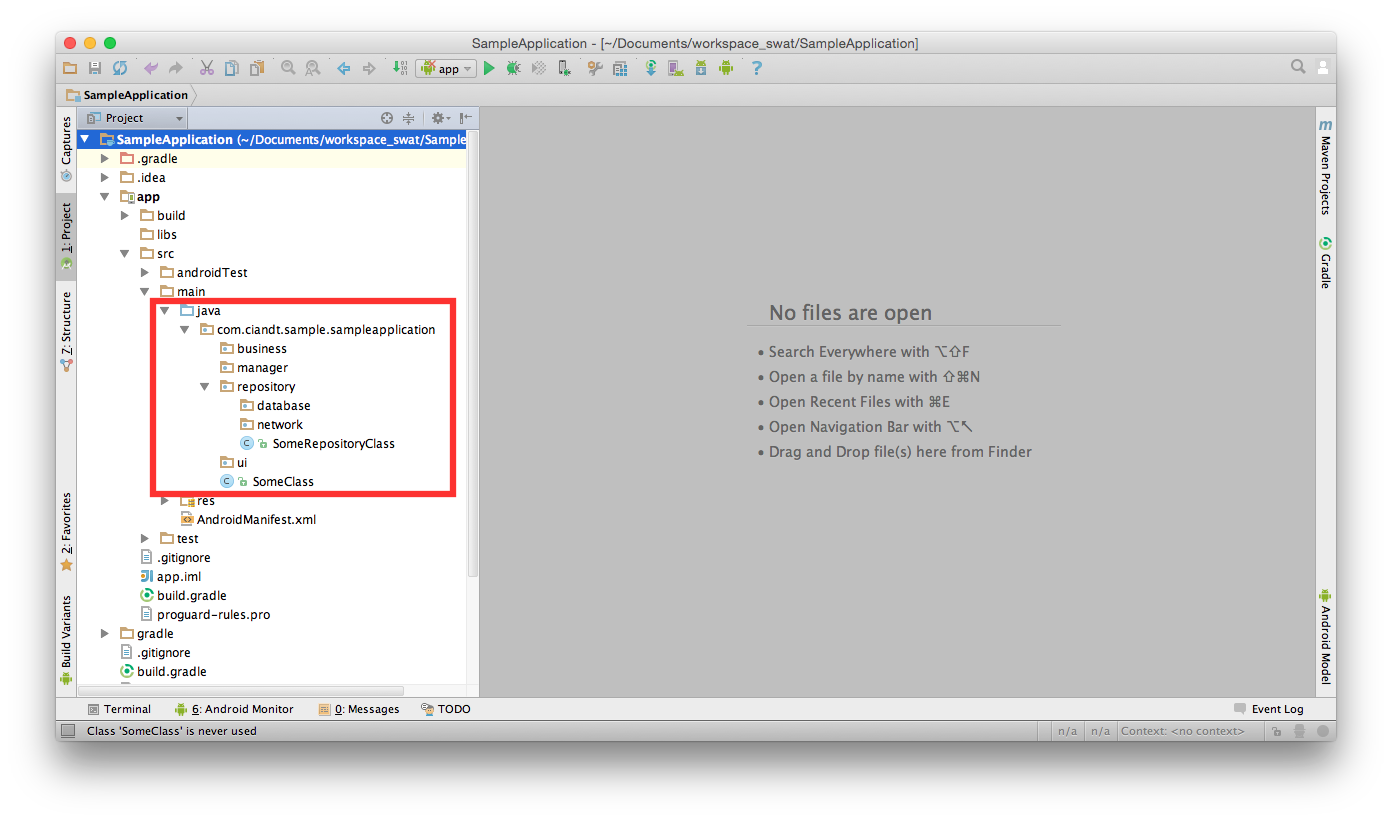 SampleApplication - [~/Documents/workspace_swat/SampleApplication]
app
?
SampleApplication
Project
Captures
1: Project
Z: Structure
2: Favorites
Build Variants
SampleApplication (~/Documents/workspace_swat/Sample
.gradle
.idea
app
build
libs
src
androidTest
main
java
com.ciandt.sample.sampleapplication
business
manager
repository
database
network
C SomeRepositoryClass
ui
C SomeClass
res
AndroidManifest.xml
test
.gitignore
app.iml
build.gradle
proguard-rules.pro
gradle
.gitignore
build.gradle
No files are open
• Search Everywhere with ⌥⇧F
• Open a file by name with ⇧⌘N
• Open Recent Files with ⌘E
• Open Navigation Bar with ⌥↖
• Drag and Drop file(s) here from Finder
m Maven Projects
Gradle
Android Model
Terminal
6: Android Monitor
0: Messages
TODO
Event Log
Class 'SomeClass' is never used
n/a
n/a
Context: <no context>